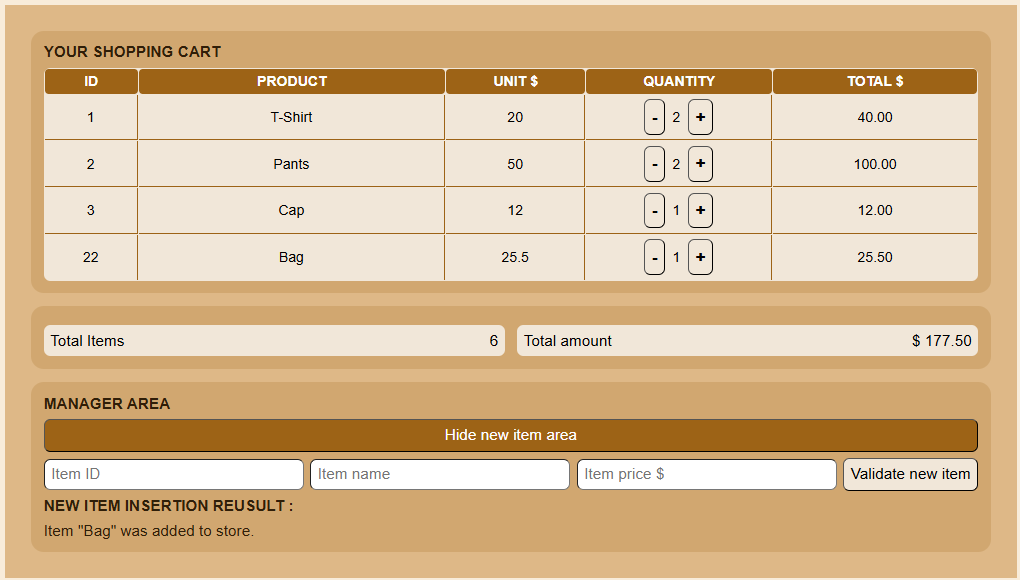 YOUR SHOPPING CART
ID PRODUCT UNIT $ QUANTITY TOTAL $
1 T-Shirt 20 - 2 + 40.00
2 Pants 50 - 2 + 100.00
3 Cap 12 - 1 + 12.00
22 Bag 25.5 - 1 + 25.50
Total Items 6 Total amount $ 177.50
MANAGER AREA
Hide new item area
Item ID Item name Item price $ Validate new item
NEW ITEM INSERTION REUSULT :
Item "Bag" was added to store.